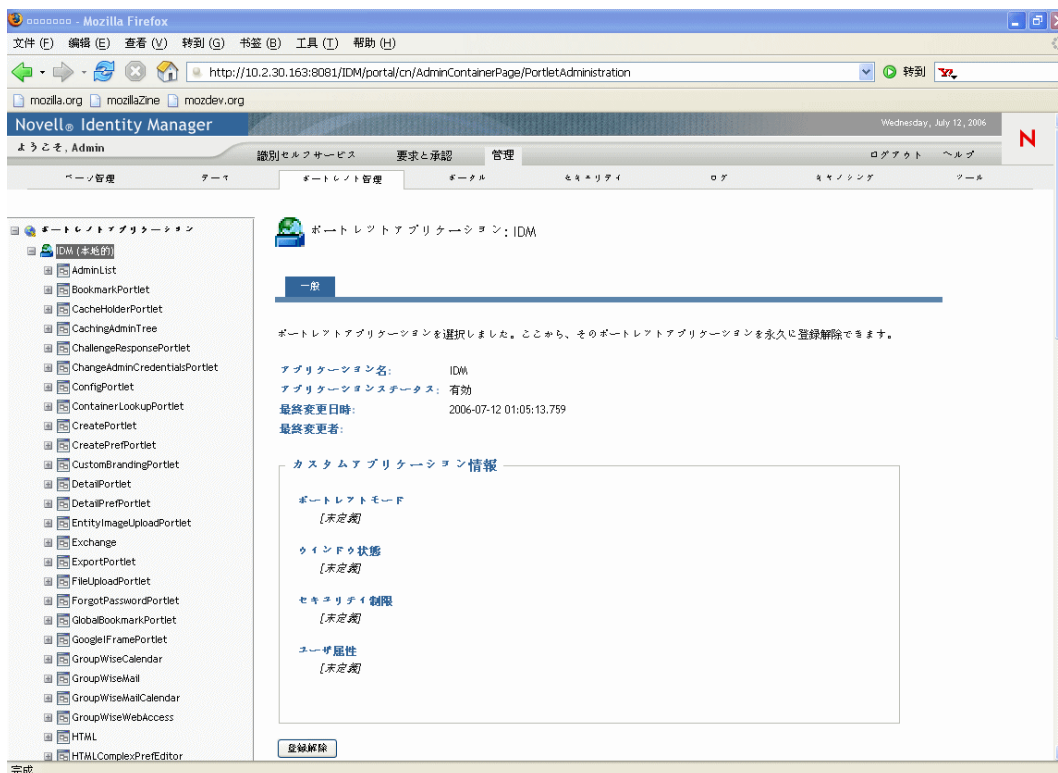 - Mozilla Firefox
文件(F) 编辑(E) 查看(V) 转到(G) 书签(B) 工具(T) 帮助(H)
http://10.2.30.163:8081/IDM/portal/cn/AdminContainerPage/PortletAdministration
转到
mozilla.org mozillaZine mozdev.org
Novell® Identity Manager
Wednesday, July 12, 2006
N
ようこそ, Admin
識別セルフサービス 要求と承認 管理
ログアウト ヘルプ
ページ管理 テーマ ポートレット管理 ポータル セキュリティ ログ キャッシング ツール
ポートレットアプリケーション
IDM (本地的)
AdminList
BookmarkPortlet
CacheHolderPortlet
CachingAdminTree
ChallengeResponsePortlet
ChangeAdminCredentialsPortlet
ConfigPortlet
ContainerLookupPortlet
CreatePortlet
CreatePrefPortlet
CustomBrandingPortlet
DetailPortlet
DetailPrefPortlet
EntityImageUploadPortlet
Exchange
ExportPortlet
FileUploadPortlet
ForgotPasswordPortlet
GlobalBookmarkPortlet
GoogleIFramePortlet
GroupWiseCalendar
GroupWiseMail
GroupWiseMailCalendar
GroupWiseWebAccess
HTML
HTMLComplexPrefEditor
ポートレットアプリケーション: IDM
一般
ポートレットアプリケーションを選択しました。ここから、そのポートレットアプリケーションを永久に登録解除できます。
アプリケーション名: IDM
アプリケーションステータス: 有効
最終変更日時: 2006-07-12 01:05:13.759
最終変更者:
カスタムアプリケーション情報
ポートレットモード
[未定義]
ウインドウ状態
[未定義]
セキュリティ制限
[未定義]
ユーザ属性
[未定義]
登録解除
完成